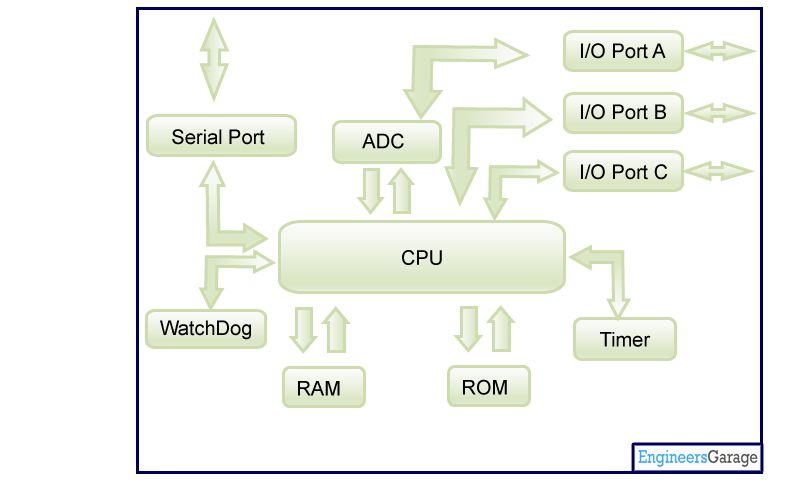 I/O Port A
I/O Port B
Serial Port
ADC
I/O Port C
CPU
WatchDog
Timer
RAM
ROM
EngineersGarage